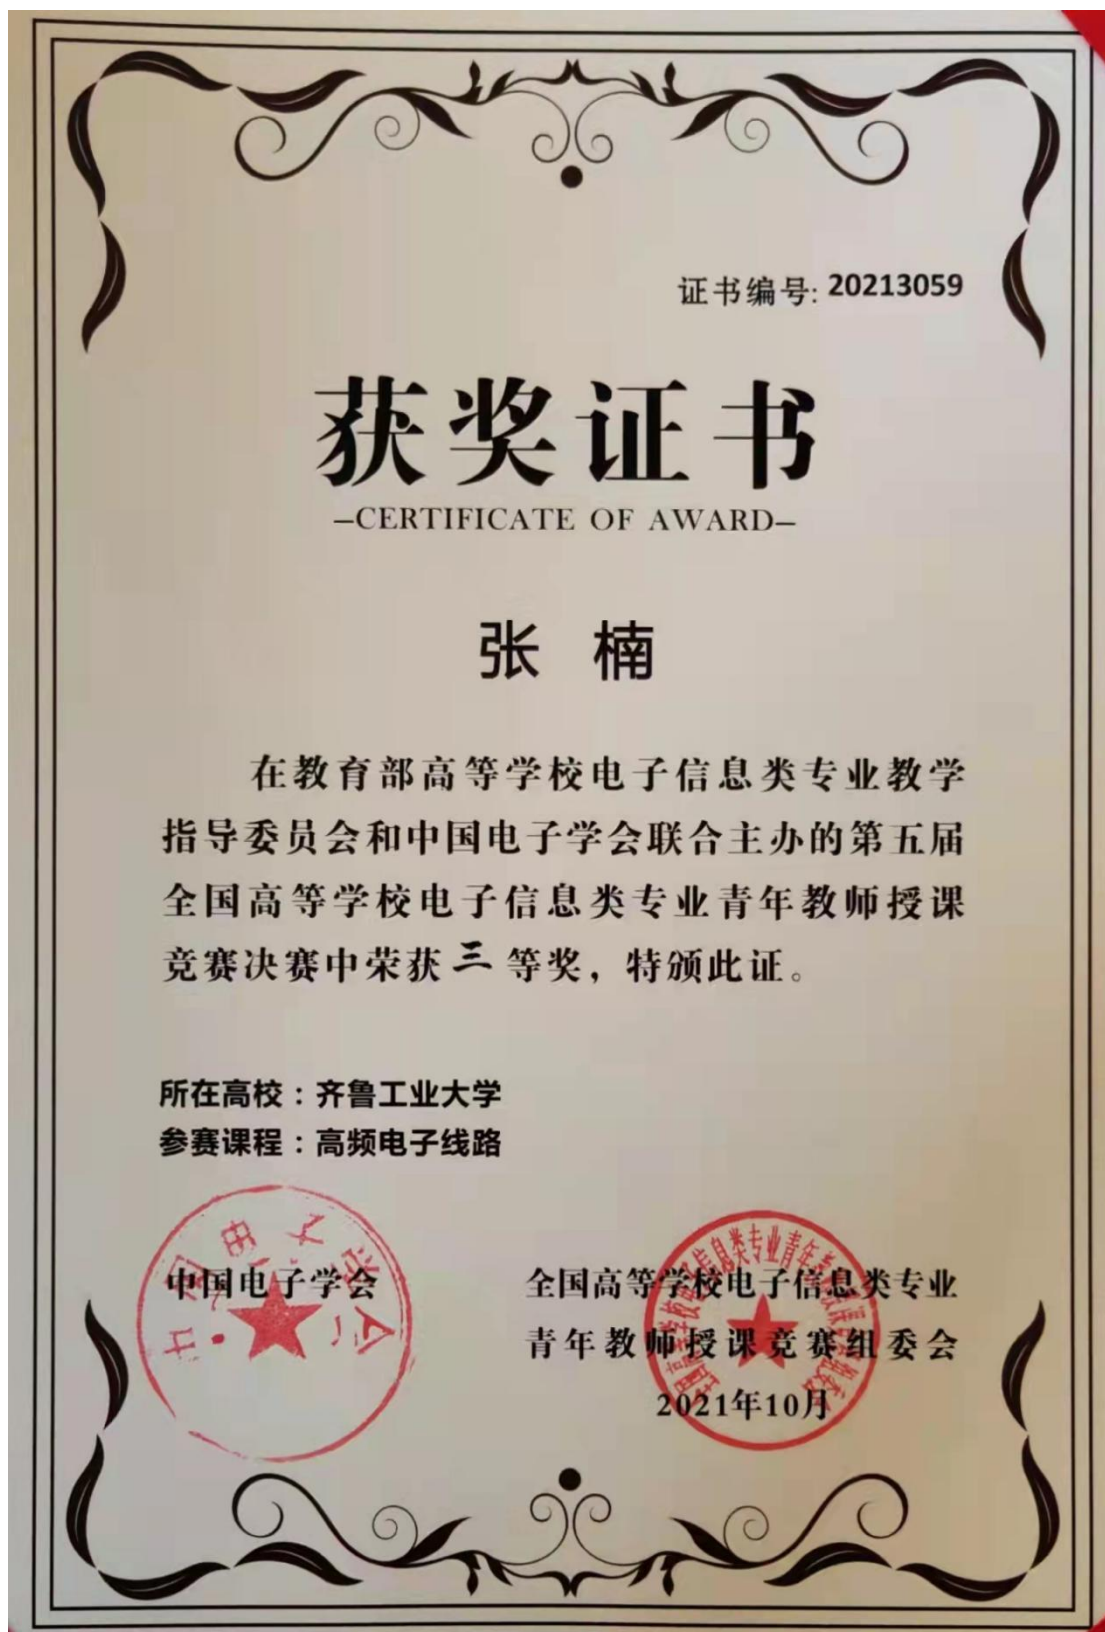 证书编号: 20213059
获奖证书
—CERTIFICATE OF AWARD—
张 楠
在教育部高等学校电子信息类专业教学
指导委员会和中国电子学会联合主办的第五届
全国高等学校电子信息类专业青年教师授课
竞赛决赛中荣获三等奖，特颁此证。
所在高校：齐鲁工业大学
参赛课程：高频电子线路
中国电子学会
中国电子学会
全国高等学校电子信息类专业
青年教师授课竞赛组委会
2021年10月